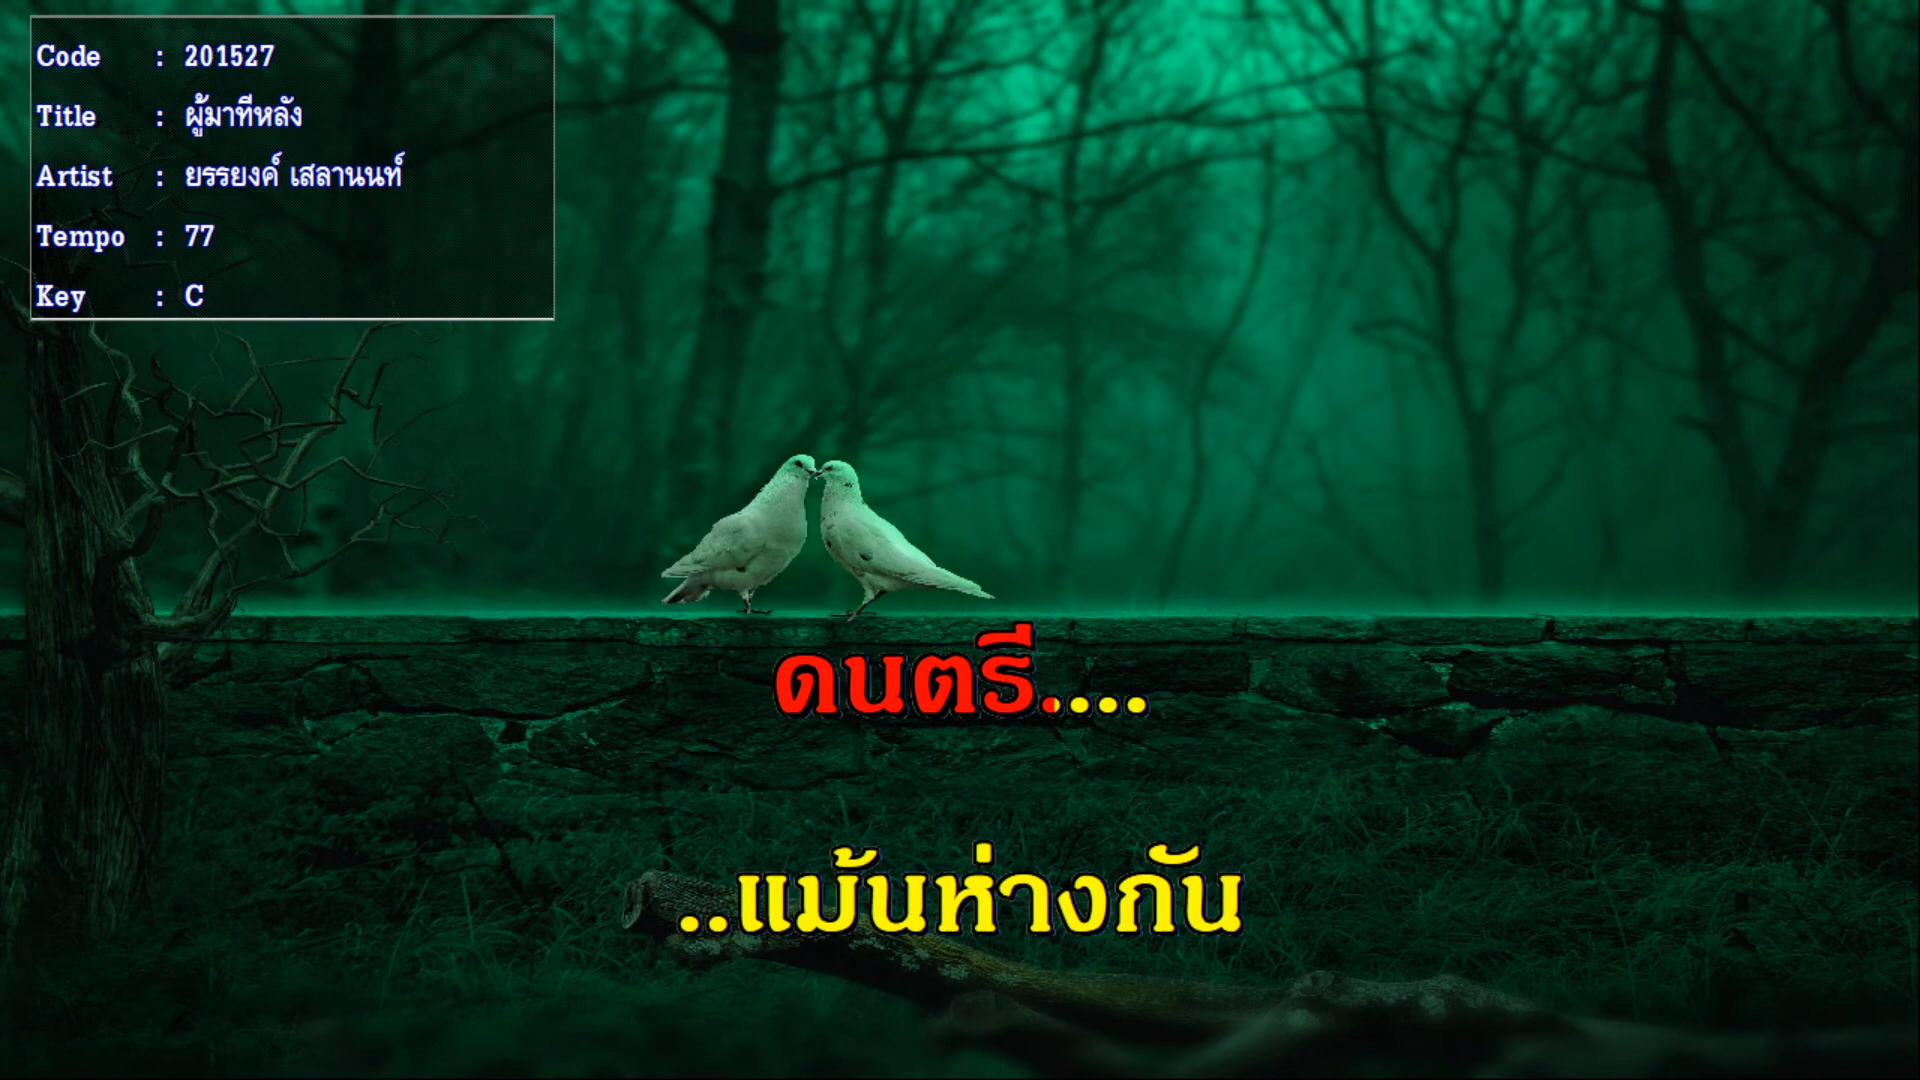 Code : 201527
Title : ผู้มาทีหลัง
Artist : ยรรยงค์ เสลานนท์
Tempo : 77
Key : C
ดนตรี.....
..แม้นห่างกัน